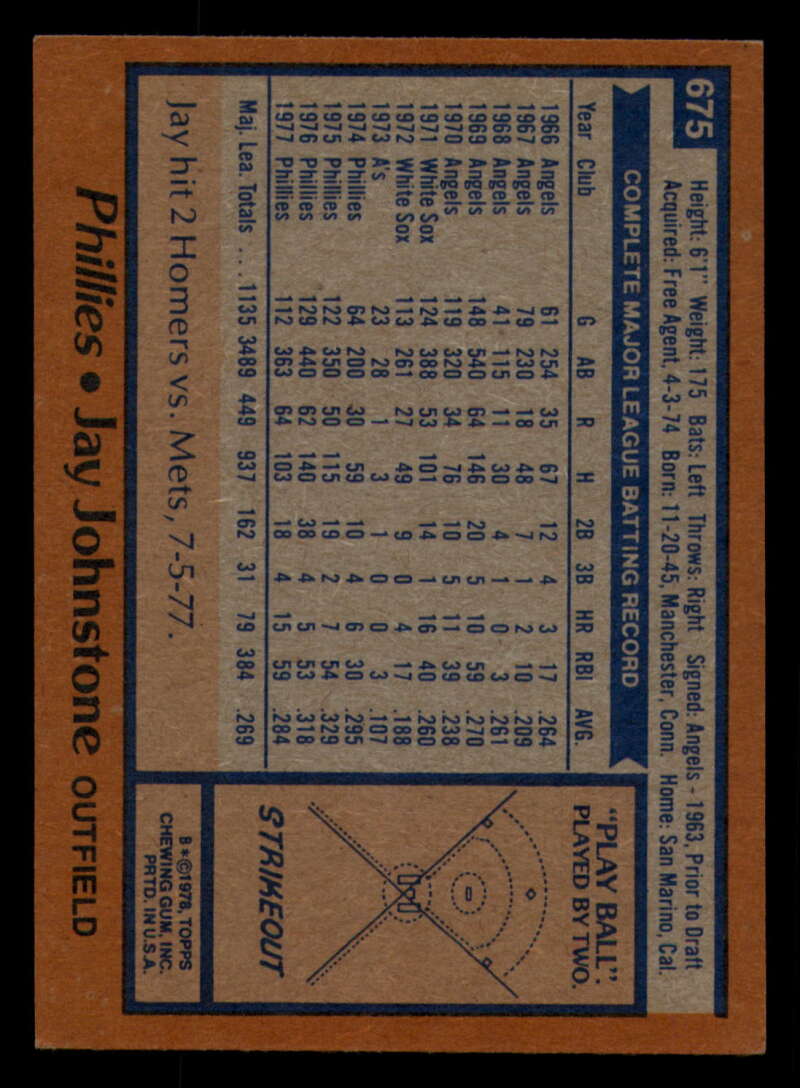 675
Height: 6'1" Weight: 175 Bats: Left Throws: Right Signed: Angels - 1963, Prior to Draft
Acquired: Free Agent, 4-3-74 Born: 11-20-45, Manchester, Conn. Home: San Marino, Cal.
COMPLETE MAJOR LEAGUE BATTING RECORD
Year Club G AB R H 2B 3B HR RBI AVG.
1966 Angels 61 254 35 67 12 4 3 17 .264
1967 Angels 79 230 18 48 7 1 2 10 .209
1968 Angels 41 115 11 30 4 1 0 3 .261
1969 Angels 148 540 64 146 20 5 10 59 .270
1970 Angels 119 320 34 76 10 5 11 39 .238
1971 White Sox 124 388 53 101 14 1 16 40 .260
1972 White Sox 113 261 27 49 9 0 4 17 .188
1973 A's 23 28 1 3 1 0 0 3 .107
1974 Phillies 64 200 30 59 10 4 6 30 .295
1975 Phillies 122 350 50 115 19 2 7 54 .329
1976 Phillies 129 440 62 140 38 4 5 53 .318
1977 Phillies 112 363 64 103 18 4 15 59 .284
Maj. Lea. Totals ... 1135 3489 449 937 162 31 79 384 .269
Jay hit 2 Homers vs. Mets, 7-5-77.
"PLAY BALL".
PLAYED BY TWO.
STRIKEOUT
B*©1978, TOPPS
CHEWING GUM, INC.
PRTD. IN U.S.A.
Phillies • Jay Johnstone OUTFIELD